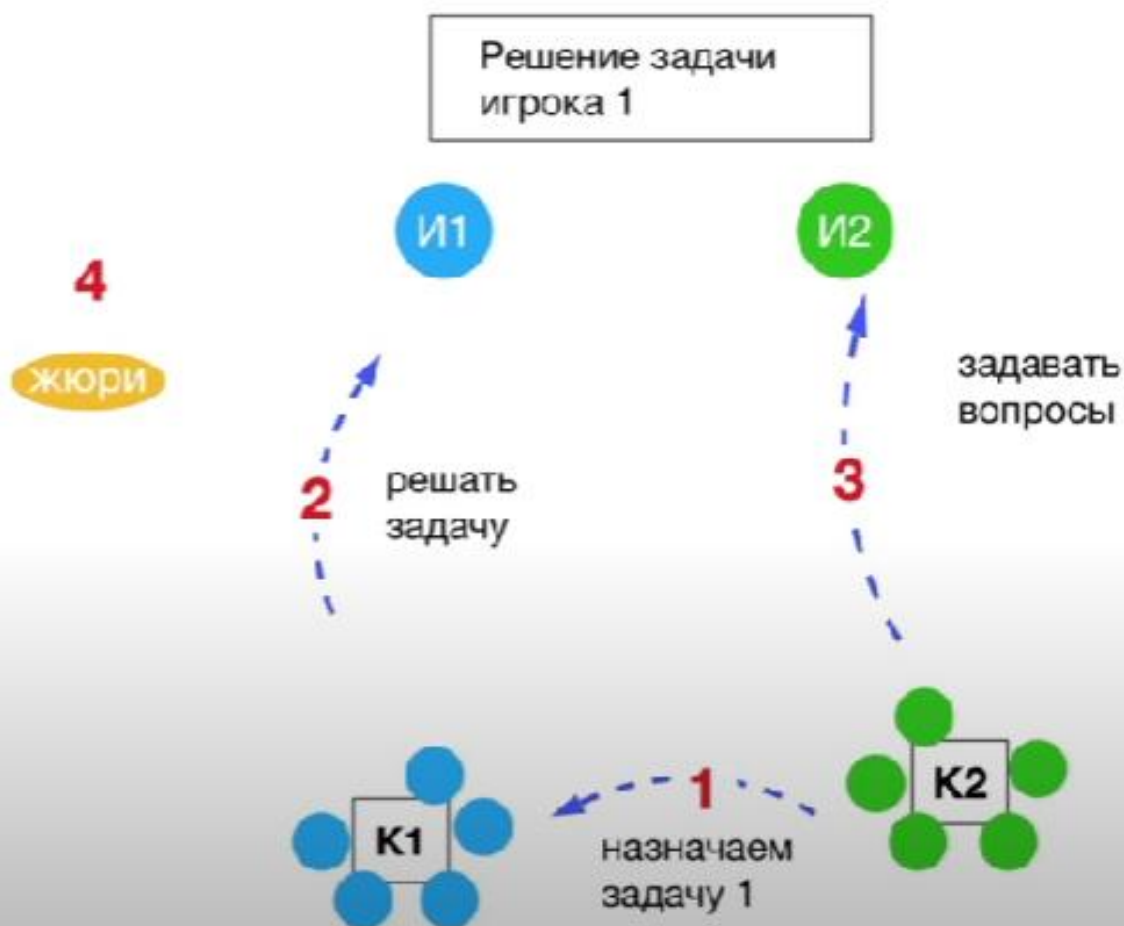 Решение задачи
игрока 1
И1
И2
4
жюри
задавать
вопросы
2
решать
задачу
3
1
К1
К2
назначаем
задачу 1